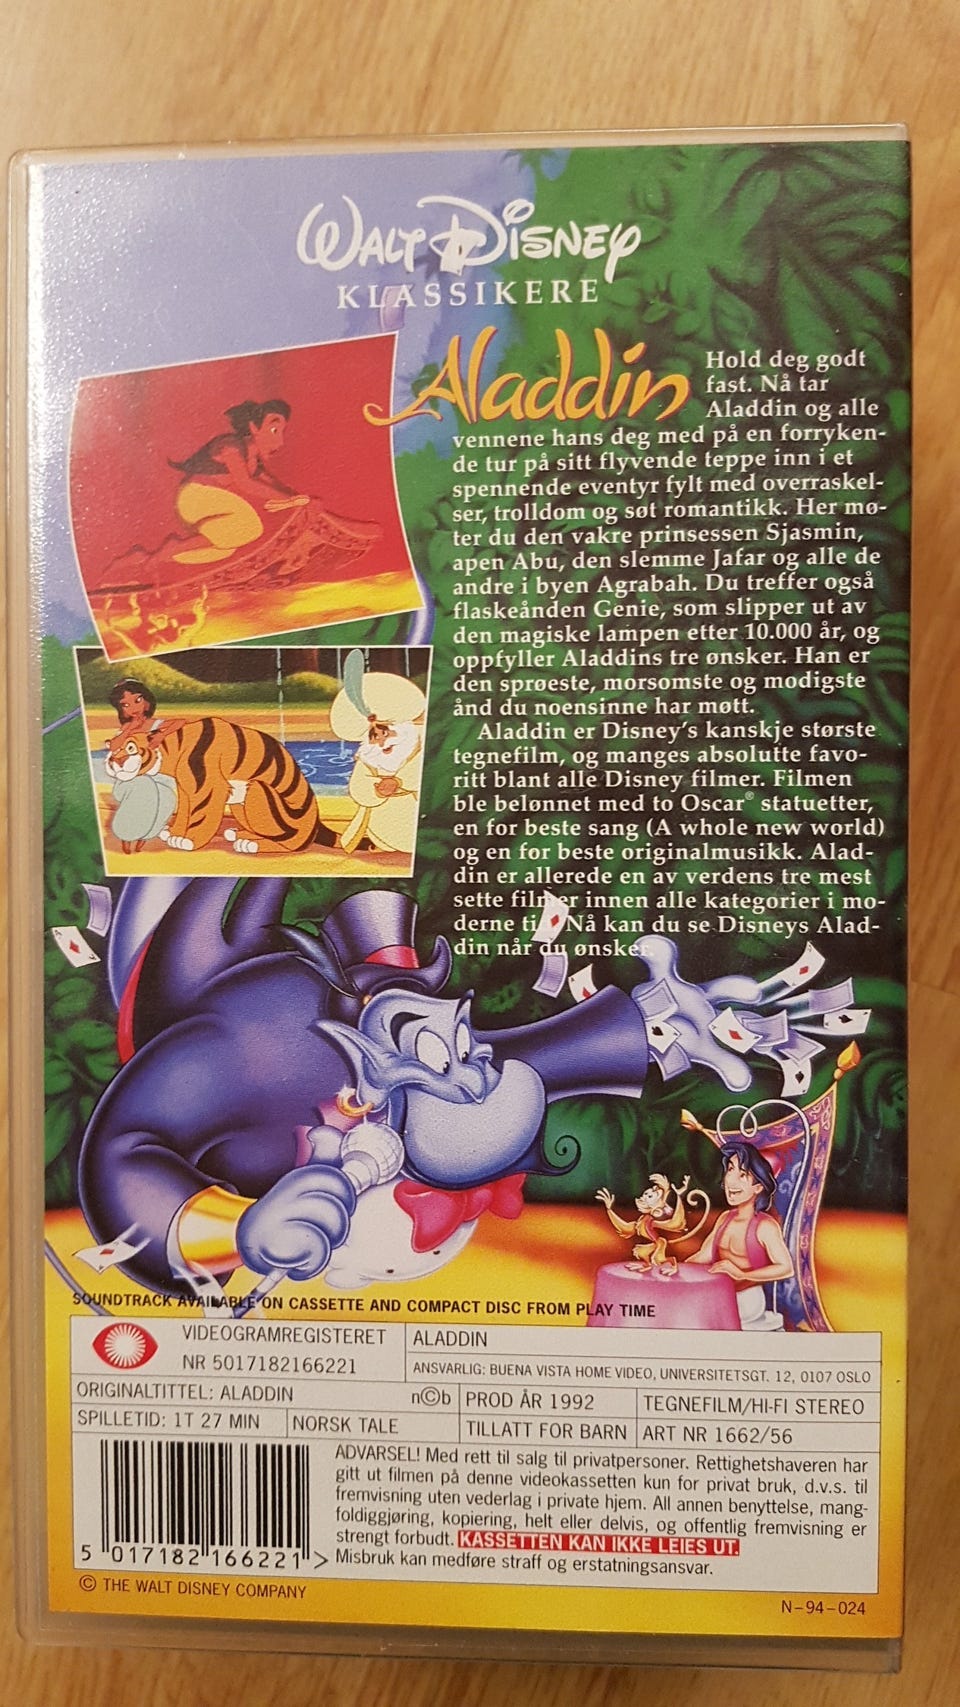 WALT DISNEY
KLASSIKERE
Aladdin
Hold deg godt
fast. Nå tar
Aladdin og alle
vennene hans deg med på en forryken-
de tur på sitt flyvende teppe inn i et
spennende eventyr fylt med overraskel-
ser, trolldom og søt romantikk. Her mø-
ter du den vakre prinsessen Sjasmin,
apen Abu, den slemme Jafar og alle de
andre i byen Agrabah. Du treffer også
flaskeånden Genie, som slipper ut av
den magiske lampen etter 10.000 år, og
oppfyller Aladdins tre ønsker. Han er
den sprøeste, morsomste og modigste
ånd du noensinne har møtt.
Aladdin er Disney's kanskje største
tegnefilm, og manges absolutte favo-
ritt blant alle Disney filmer. Filmen
ble belønnet med to Oscar® statuetter,
en for beste sang (A whole new world)
og en for beste originalmusikk. Alad-
din er allerede en av verdens tre mest
sette filmer innen alle kategorier i mo-
derne tid. Nå kan du se Disneys Alad-
din når du ønsker.
SOUNDTRACK AVAILABLE ON CASSETTE AND COMPACT DISC FROM PLAY TIME
VIDEOGRAMREGISTERET
NR 5017182166221
ALADDIN
ANSVARLIG: BUENA VISTA HOME VIDEO, UNIVERSITETSGT. 12, 0107 OSLO
ORIGINALTITTEL: ALADDIN n©b PROD ÅR 1992 TEGNEFILM/HI-FI STEREO
SPILLETID: 1T 27 MIN NORSK TALE TILLATT FOR BARN ART NR 1662/56
ADVARSEL! Med rett til salg til privatpersoner. Rettighetshaveren har
gitt ut filmen på denne videokassetten kun for privat bruk, d.v.s. til
fremvisning uten vederlag i private hjem. All annen benyttelse, mang-
foldiggjøring, kopiering, helt eller delvis, og offentlig fremvisning er
strengt forbudt. KASSETTEN KAN IKKE LEIES UT.
Misbruk kan medføre straff og erstatningsansvar.
5 017182 166221 >
© THE WALT DISNEY COMPANY
N-94-024